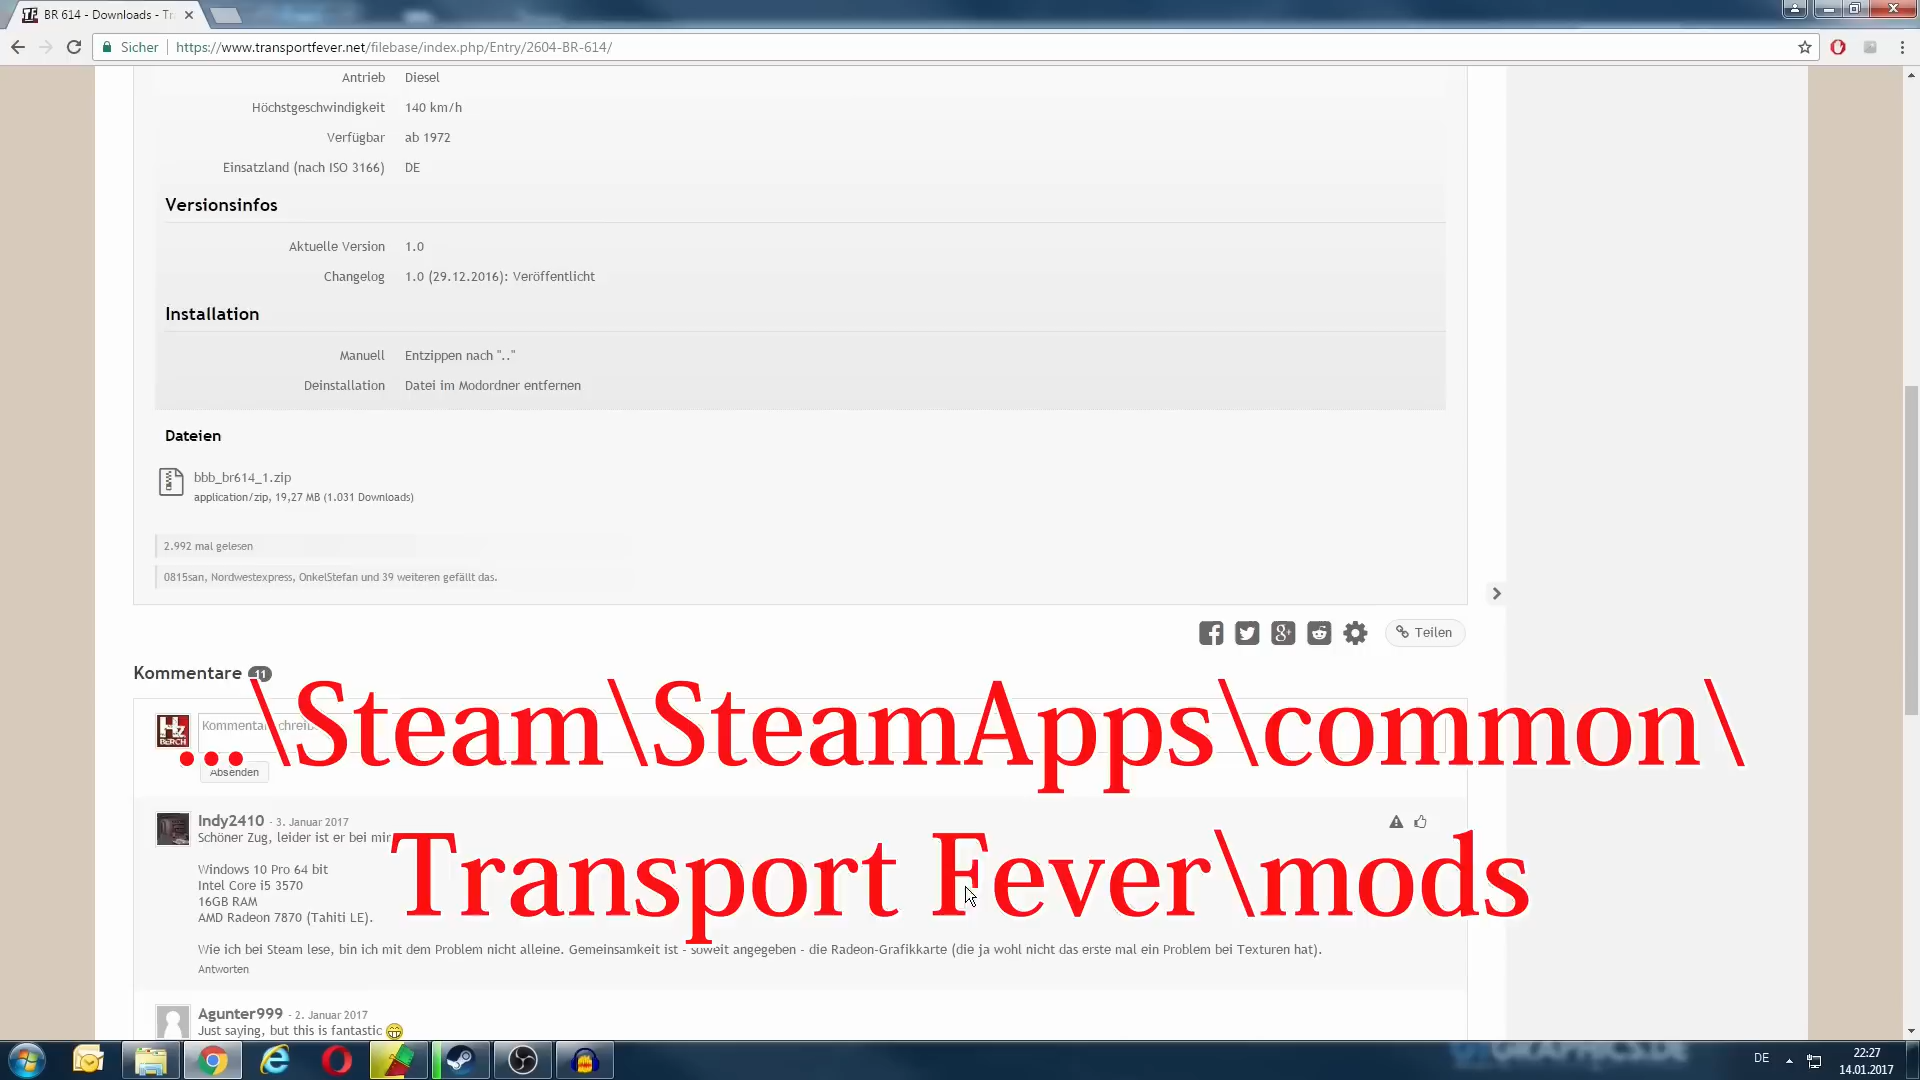 BR 614 - Downloads - Tr
Sicher
https://www.transportfever.net/filebase/index.php/Entry/2604-BR-614/
Antrieb Diesel
Höchstgeschwindigkeit 140 km/h
Verfügbar ab 1972
Einsatzland (nach ISO 3166) DE
Versionsinfos
Aktuelle Version 1.0
Changelog 1.0 (29.12.2016): Veröffentlicht
Installation
Manuell Entzippen nach ".."
Deinstallation Datei im Modordner entfernen
Dateien
bbb_br614_1.zip
application/zip, 19,27 MB (1.031 Downloads)
2.992 mal gelesen
0815san, Nordwestexpress, OnkelStefan und 39 weiteren gefällt das.
Teilen
Kommentare 11
...\Steam\SteamApps\common\
Transport Fever\mods
Absenden
Indy2410 - 3. Januar 2017
Schöner Zug, leider ist er bei mir
Windows 10 Pro 64 bit
Intel Core i5 3570
16GB RAM
AMD Radeon 7870 (Tahiti LE).
Wie ich bei Steam lese, bin ich mit dem Problem nicht alleine. Gemeinsamkeit ist - soweit angegeben - die Radeon-Grafikkarte (die ja wohl nicht das erste mal ein Problem bei Texturen hat).
Antworten
Agunter999 - 2. Januar 2017
Just saying, but this is fantastic
DE
22:27
14.01.2017